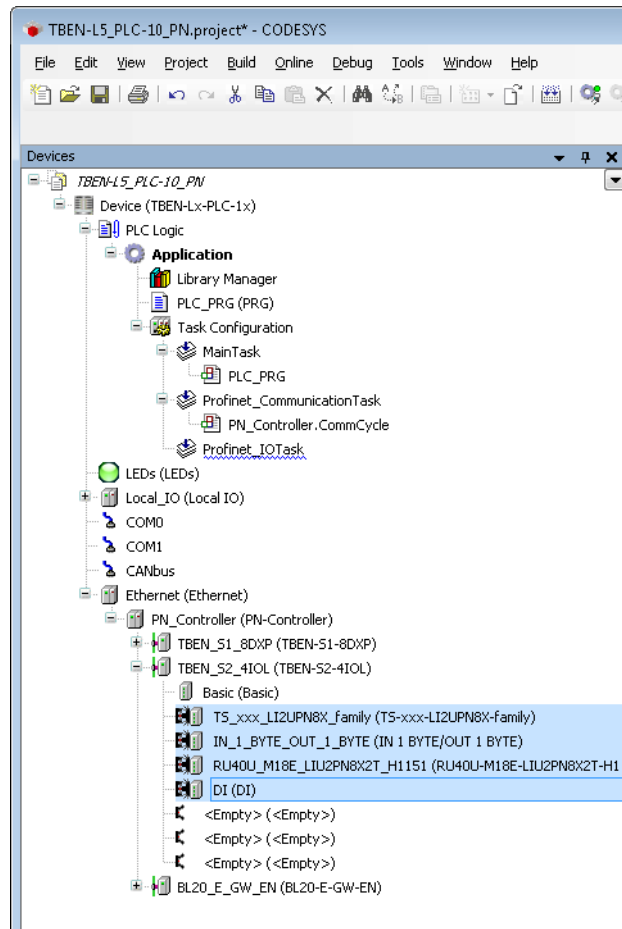 TBEN-L5_PLC-10_PN.project* - CODESYS
File Edit View Project Build Online Debug Tools Window Help
Devices
TBEN-L5_PLC-10_PN
Device (TBEN-Lx-PLC-1x)
PLC Logic
Application
Library Manager
PLC_PRG (PRG)
Task Configuration
MainTask
PLC_PRG
Profinet_CommunicationTask
PN_Controller.CommCycle
Profinet_IOTask
LEDs (LEDs)
Local_IO (Local IO)
COM0
COM1
CANbus
Ethernet (Ethernet)
PN_Controller (PN-Controller)
TBEN_S1_8DXP (TBEN-S1-8DXP)
TBEN_S2_4IOL (TBEN-S2-4IOL)
Basic (Basic)
TS_xxx_LI2UPN8X_family (TS-xxx-LI2UPN8X-family)
IN_1_BYTE_OUT_1_BYTE (IN 1 BYTE/OUT 1 BYTE)
RU40U_M18E_LIU2PN8X2T_H1151 (RU40U-M18E-LIU2PN8X2T-H1
DI (DI)
<Empty> (<Empty>)
<Empty> (<Empty>)
<Empty> (<Empty>)
BL20_E_GW_EN (BL20-E-GW-EN)